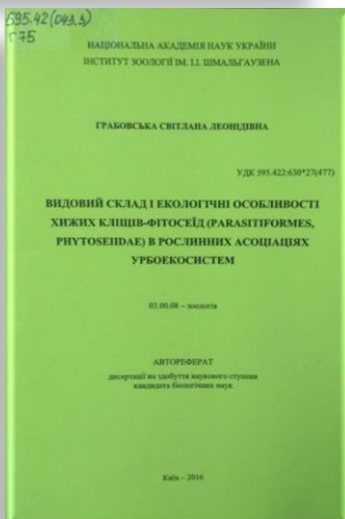 595.42(043.3)
Г75
НАЦІОНАЛЬНА АКАДЕМІЯ НАУК УКРАЇНИ
ІНСТИТУТ ЗООЛОГІЇ ІМ. І.І. ШМАЛЬГАУЗЕНА
ГРАБОВСЬКА СВІТЛАНА ЛЕОНІДІВНА
УДК 595.422:630*27(477)
ВИДОВИЙ СКЛАД І ЕКОЛОГІЧНІ ОСОБЛИВОСТІ
ХИЖИХ КЛІЩІВ-ФІТОСЕЇД (PARASITIFORMES,
PHYTOSEIIDAE) В РОСЛИННИХ АСОЦІАЦІЯХ
УРБОЕКОСИСТЕМ
03.00.08 – зоологія
АВТОРЕФЕРАТ
дисертації на здобуття наукового ступеня
кандидата біологічних наук
Київ – 2016